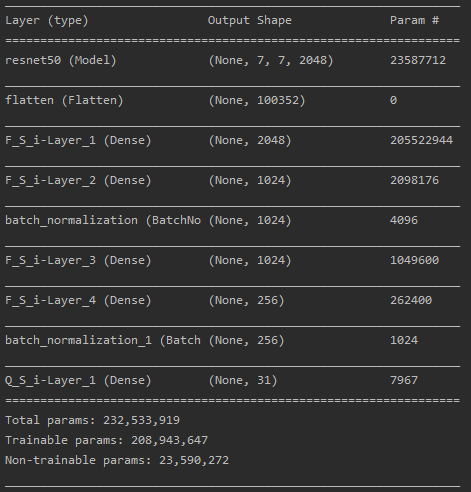 Layer (type) Output Shape Param #
=================================================================
resnet50 (Model) (None, 7, 7, 2048) 23587712
flatten (Flatten) (None, 100352) 0
F_S_i-Layer_1 (Dense) (None, 2048) 205522944
F_S_i-Layer_2 (Dense) (None, 1024) 2098176
batch_normalization (BatchNo (None, 1024) 4096
F_S_i-Layer_3 (Dense) (None, 1024) 1049600
F_S_i-Layer_4 (Dense) (None, 256) 262400
batch_normalization_1 (Batch (None, 256) 1024
Q_S_i-Layer_1 (Dense) (None, 31) 7967
=================================================================
Total params: 232,533,919
Trainable params: 208,943,647
Non-trainable params: 23,590,272